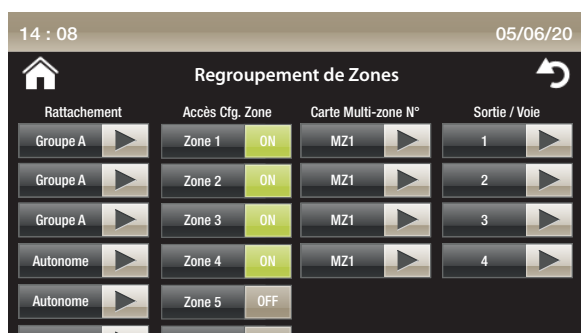 14 : 08 05/06/20
Regroupement de Zones
Rattachement Accès Cfg. Zone Carte Multi-zone N° Sortie / Voie
Groupe A Zone 1 ON MZ1 1
Groupe A Zone 2 ON MZ1 2
Groupe A Zone 3 ON MZ1 3
Autonome Zone 4 ON MZ1 4
Autonome Zone 5 OFF